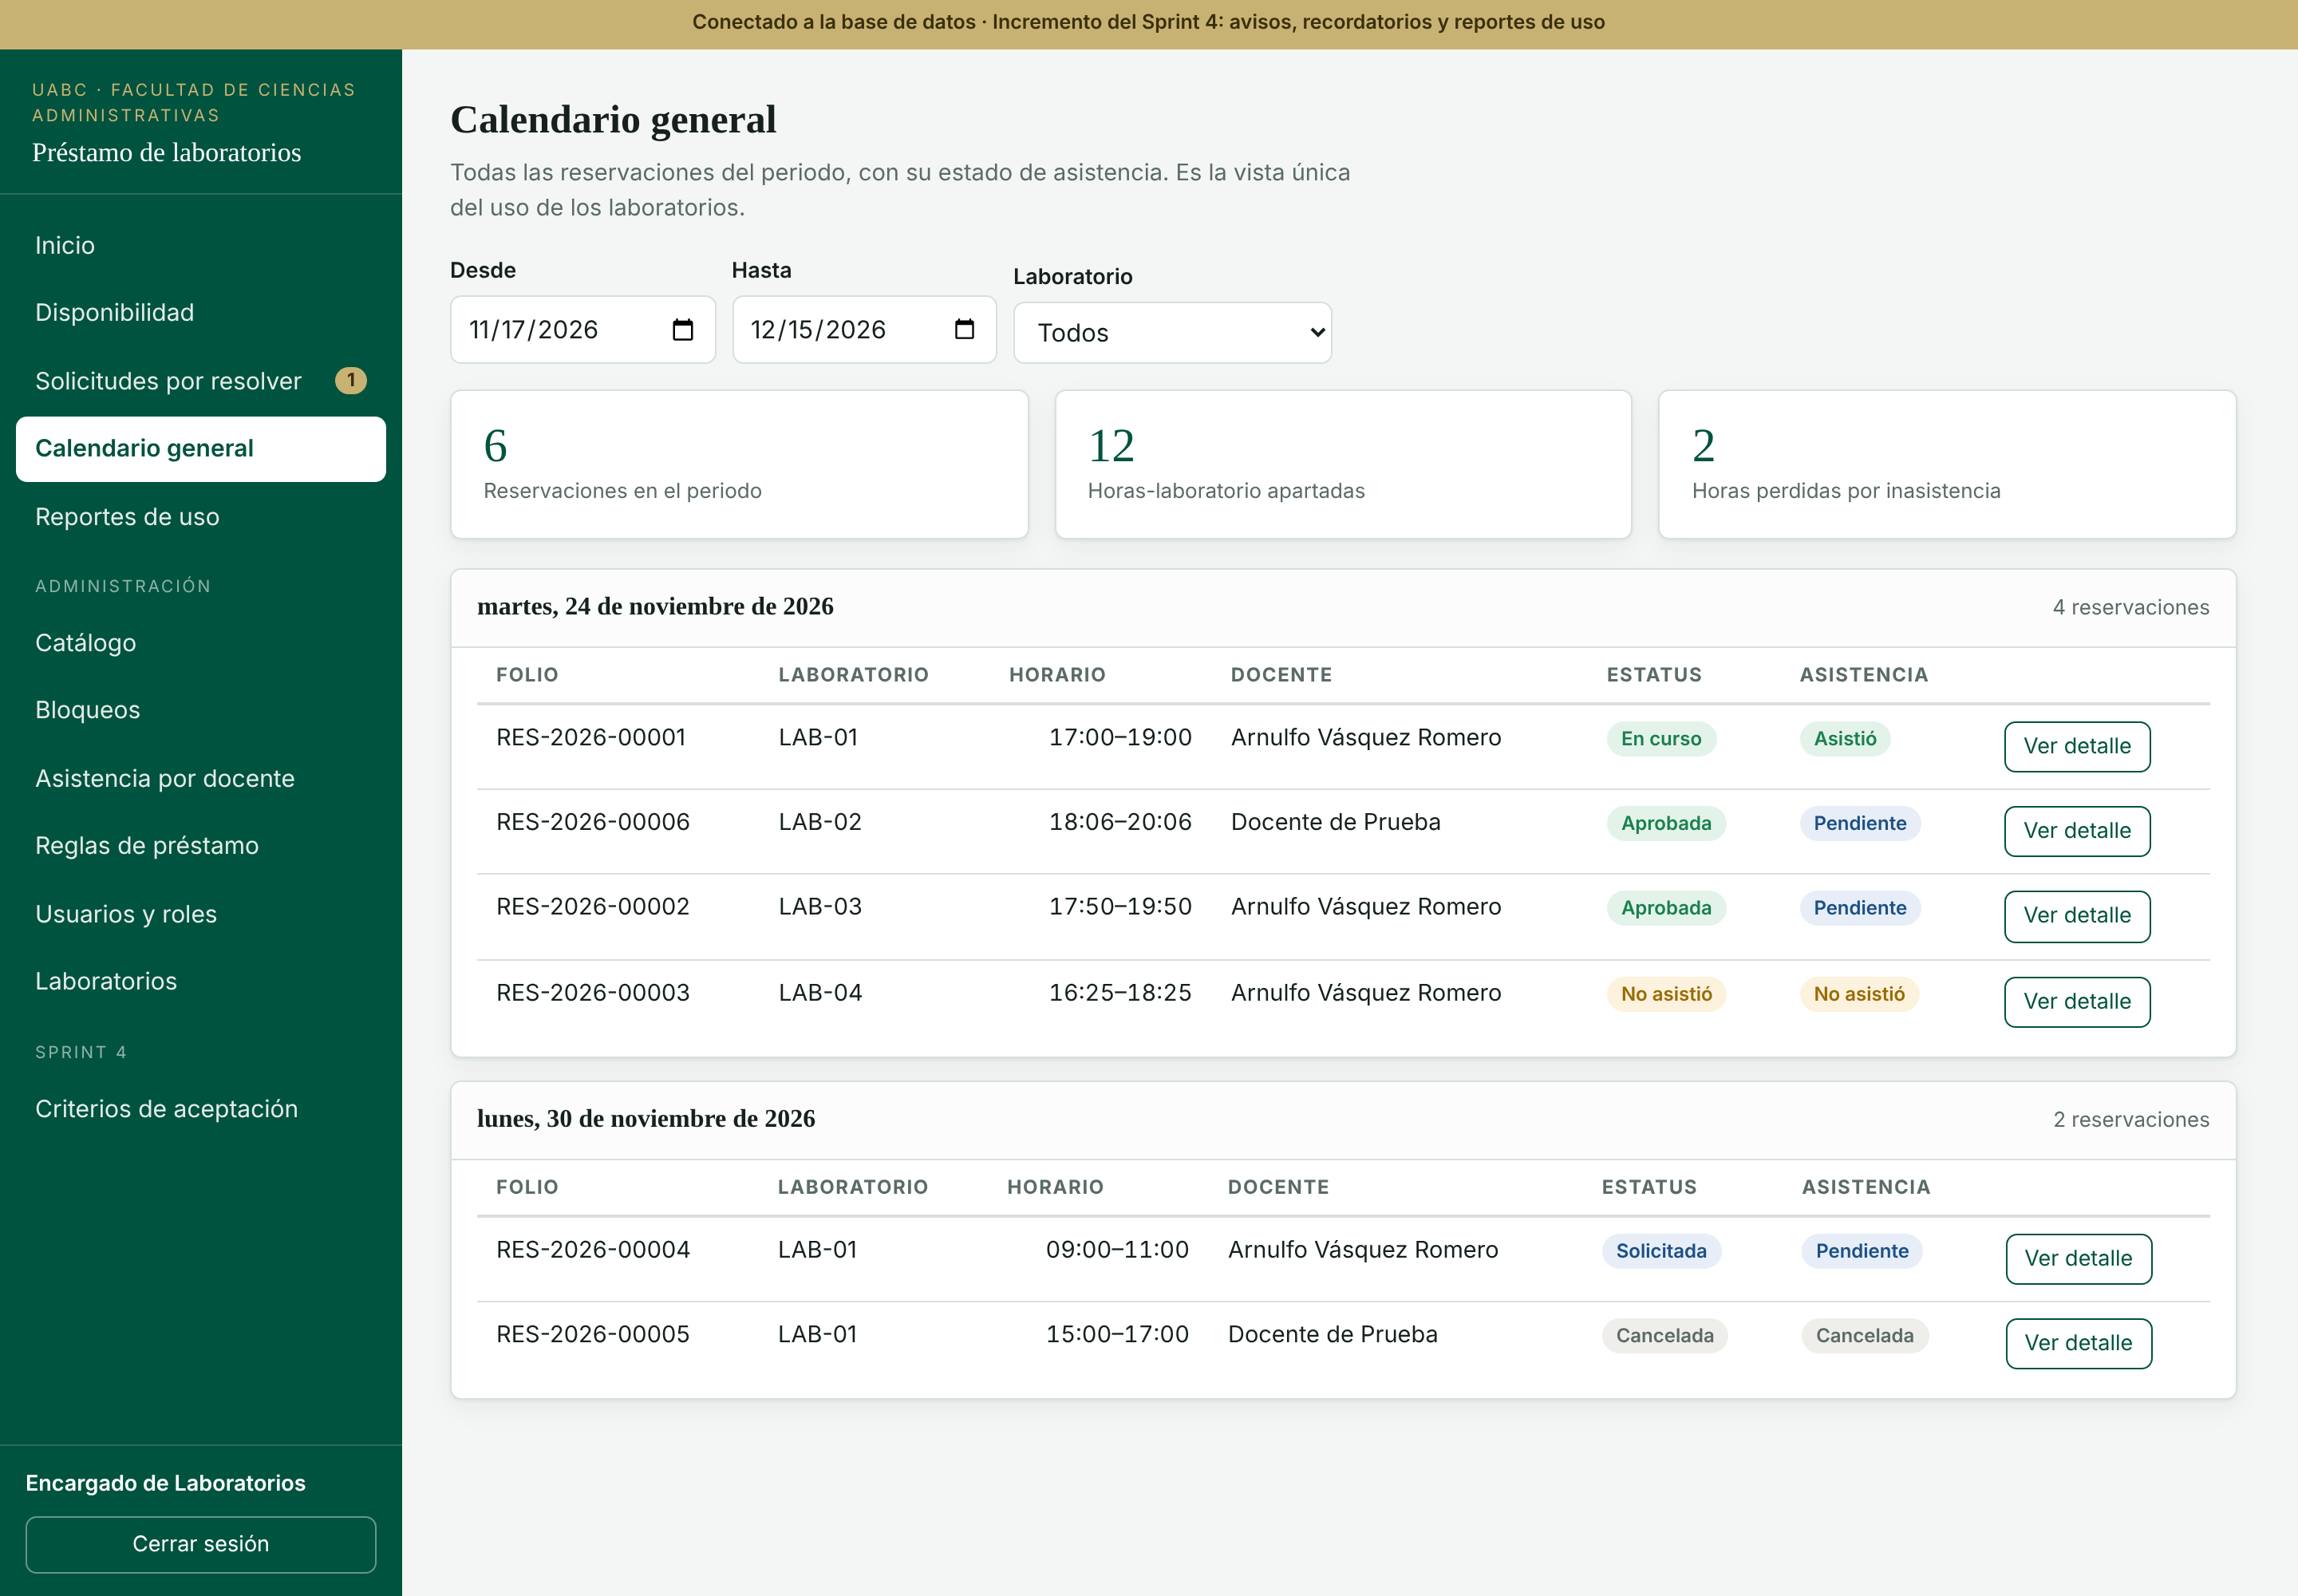 Conectado a la base de datos · Incremento del Sprint 4: avisos, recordatorios y reportes de uso
UABC · FACULTAD DE CIENCIAS
ADMINISTRATIVAS
Préstamo de laboratorios
Inicio
Disponibilidad
Solicitudes por resolver 1
Calendario general
Reportes de uso
ADMINISTRACIÓN
Catálogo
Bloqueos
Asistencia por docente
Reglas de préstamo
Usuarios y roles
Laboratorios
SPRINT 4
Criterios de aceptación
Encargado de Laboratorios
Cerrar sesión
Calendario general
Todas las reservaciones del periodo, con su estado de asistencia. Es la vista única
del uso de los laboratorios.
Desde Hasta Laboratorio
11/17/2026 12/15/2026 Todos
6 12 2
Reservaciones en el periodo Horas-laboratorio apartadas Horas perdidas por inasistencia
martes, 24 de noviembre de 2026 4 reservaciones
FOLIO LABORATORIO HORARIO DOCENTE ESTATUS ASISTENCIA
RES-2026-00001 LAB-01 17:00–19:00 Arnulfo Vásquez Romero En curso Asistió Ver detalle
RES-2026-00006 LAB-02 18:06–20:06 Docente de Prueba Aprobada Pendiente Ver detalle
RES-2026-00002 LAB-03 17:50–19:50 Arnulfo Vásquez Romero Aprobada Pendiente Ver detalle
RES-2026-00003 LAB-04 16:25–18:25 Arnulfo Vásquez Romero No asistió No asistió Ver detalle
lunes, 30 de noviembre de 2026 2 reservaciones
FOLIO LABORATORIO HORARIO DOCENTE ESTATUS ASISTENCIA
RES-2026-00004 LAB-01 09:00–11:00 Arnulfo Vásquez Romero Solicitada Pendiente Ver detalle
RES-2026-00005 LAB-01 15:00–17:00 Docente de Prueba Cancelada Cancelada Ver detalle